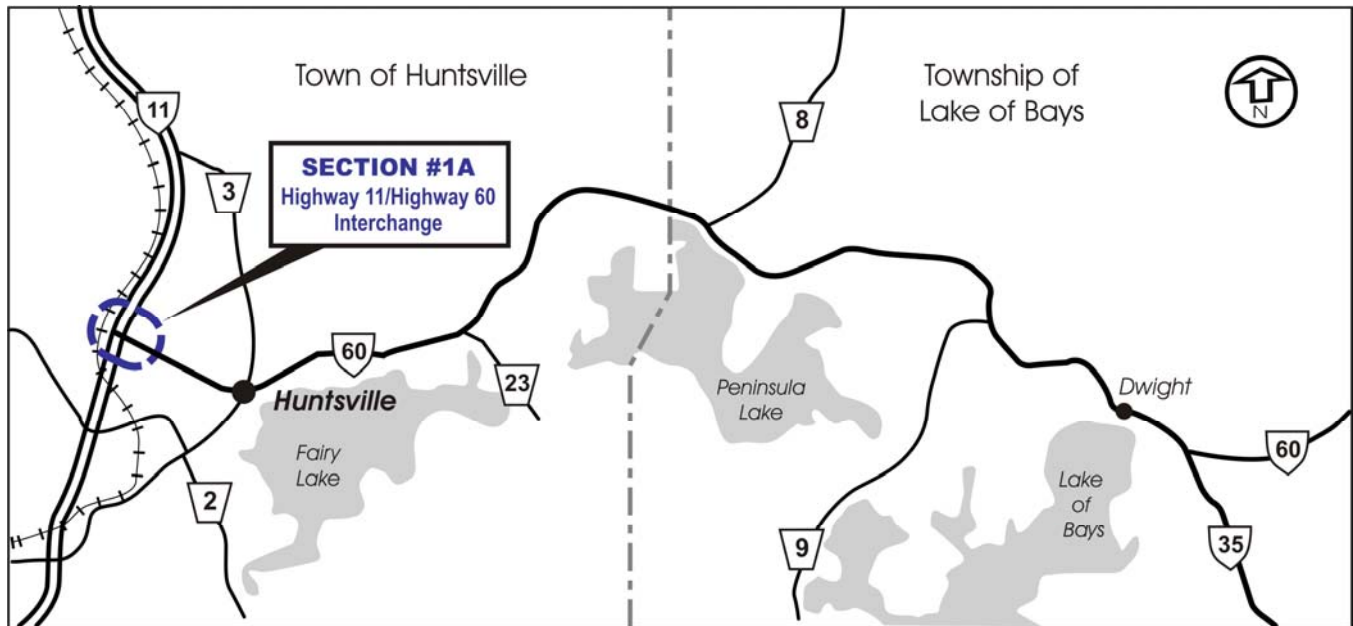 Town of Huntsville
Township of
Lake of Bays
N
11
8
3
SECTION #1A
Highway 11/Highway 60
Interchange
60
23
Huntsville
Peninsula
Lake
Dwight
Fairy
Lake
60
2
Lake
of
Bays
9
35